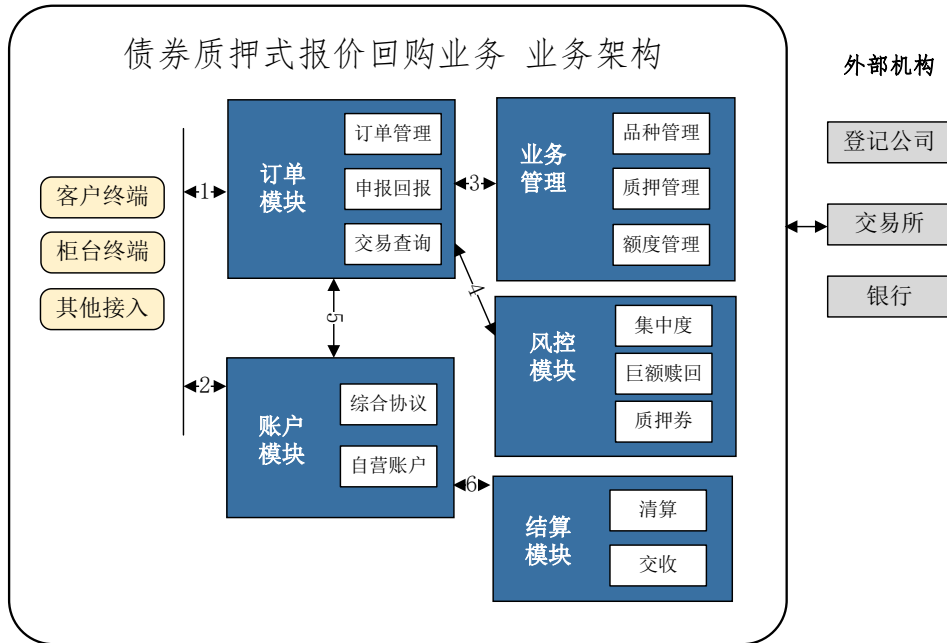 债券质押式报价回购业务 业务架构
客户终端
柜台终端
其他接入
1
2
订单
模块
订单管理
申报回报
交易查询
3
业务
管理
品种管理
质押管理
额度管理
4
5
风控
模块
集中度
巨额赎回
质押券
账户
模块
综合协议
自营账户
6
结算
模块
清算
交收
外部机构
登记公司
交易所
银行